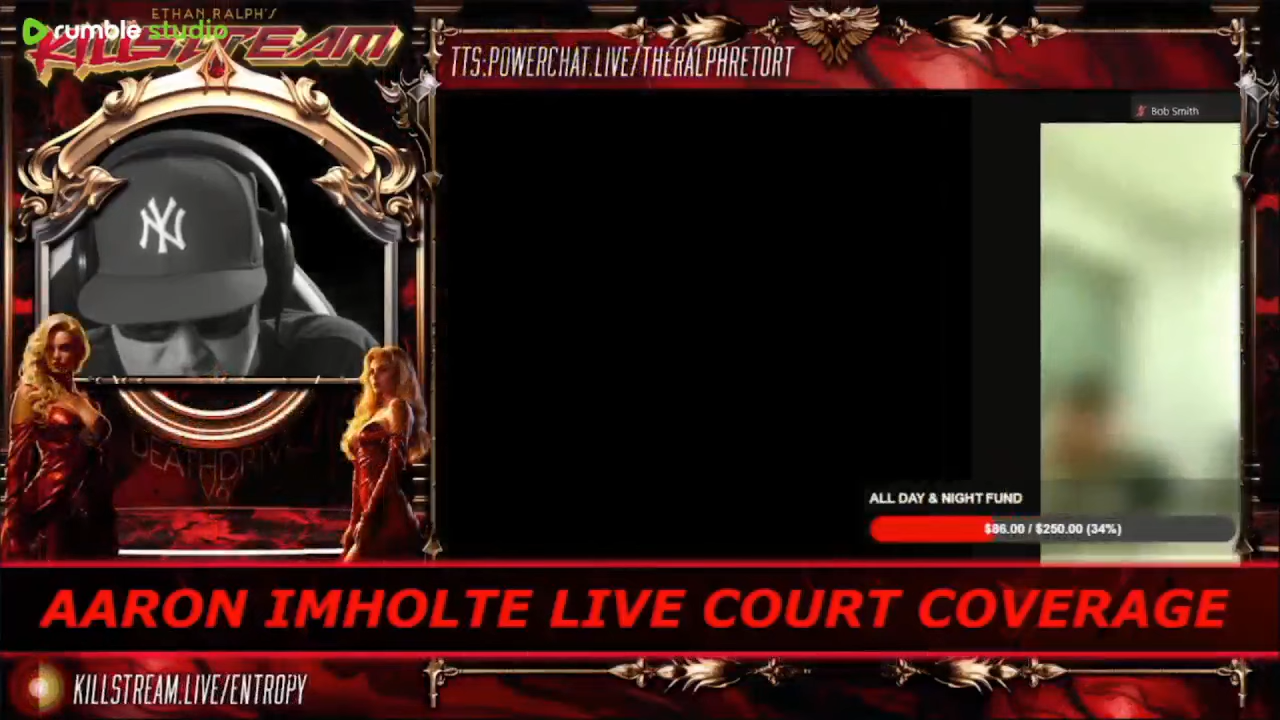 ETHAN RALPH'S
rumble studio
KILLSTREAM
TTS:POWERCHAT.LIVE/THERALPHRETORT
Bob Smith
NY
ALL DAY & NIGHT FUND
$86.00 / $250.00 (34%)
AARON IMHOLTE LIVE COURT COVERAGE
KILLSTREAM.LIVE/ENTROPY